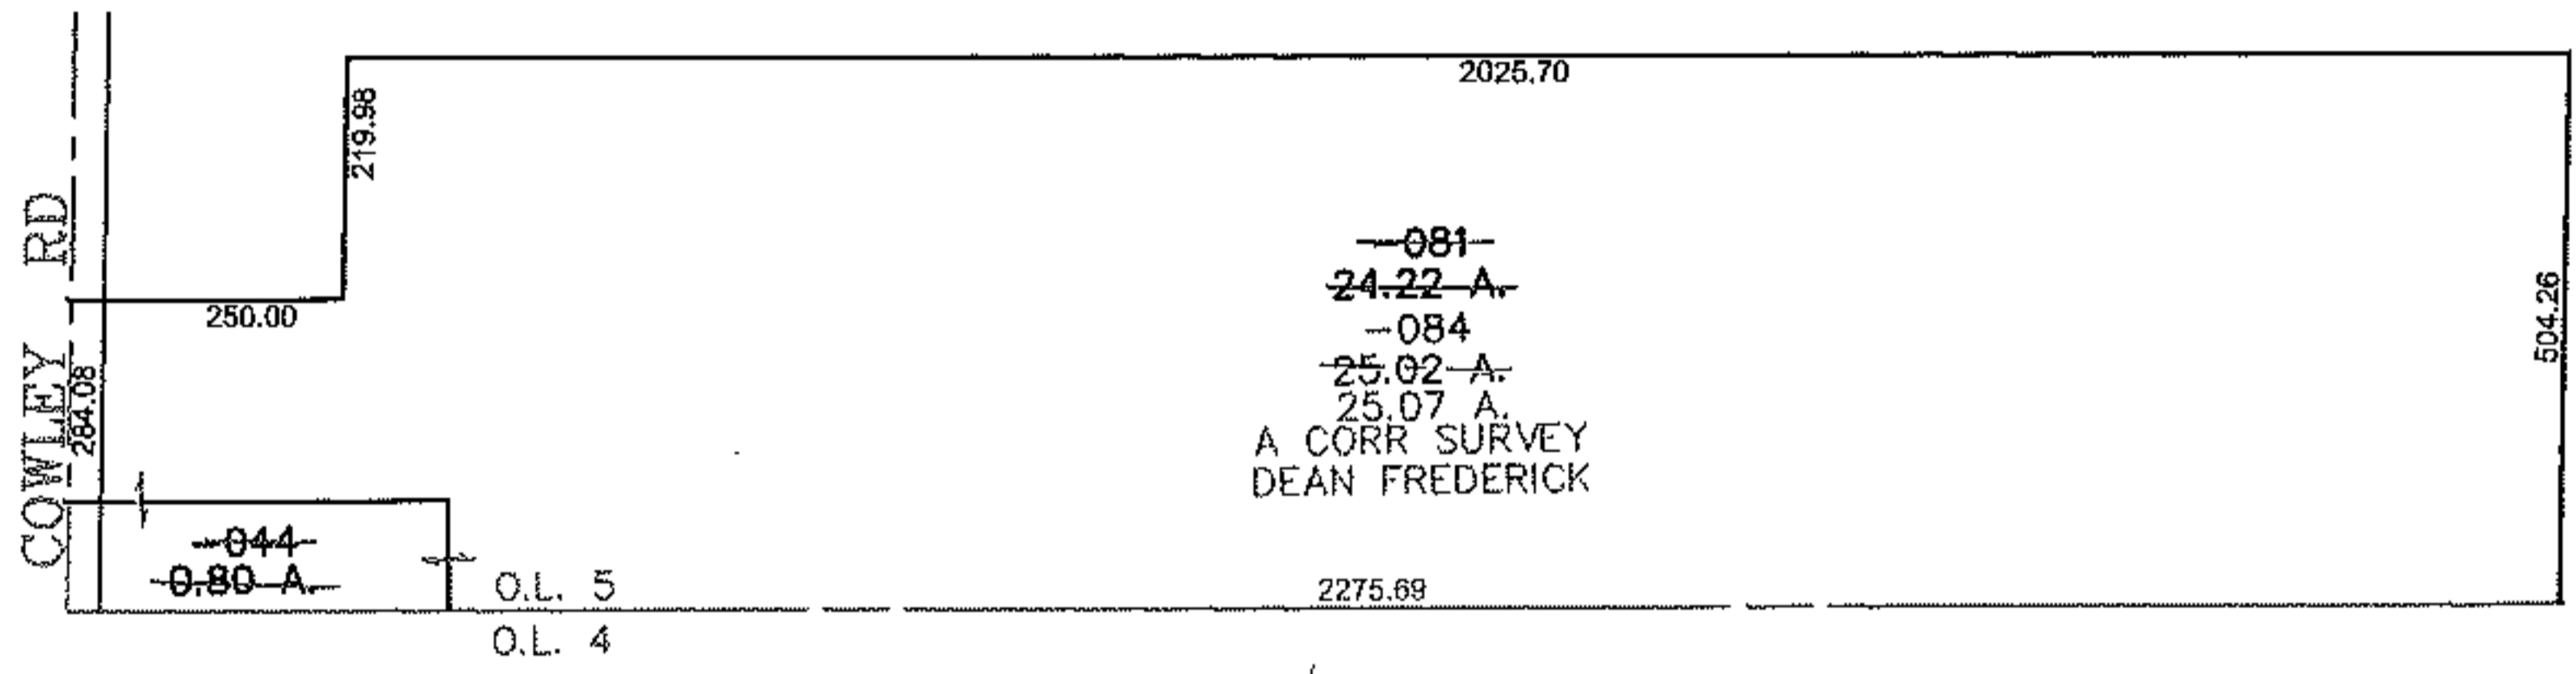 2025.70
219.98
COWLEY RD
250.00
284.08
-081-
24.22 A.
-084
25.02 A.
25.07 A.
A CORR SURVEY
DEAN FREDERICK
504.26
-044-
0.80 A.
O.L. 5
2275.69
O.L. 4